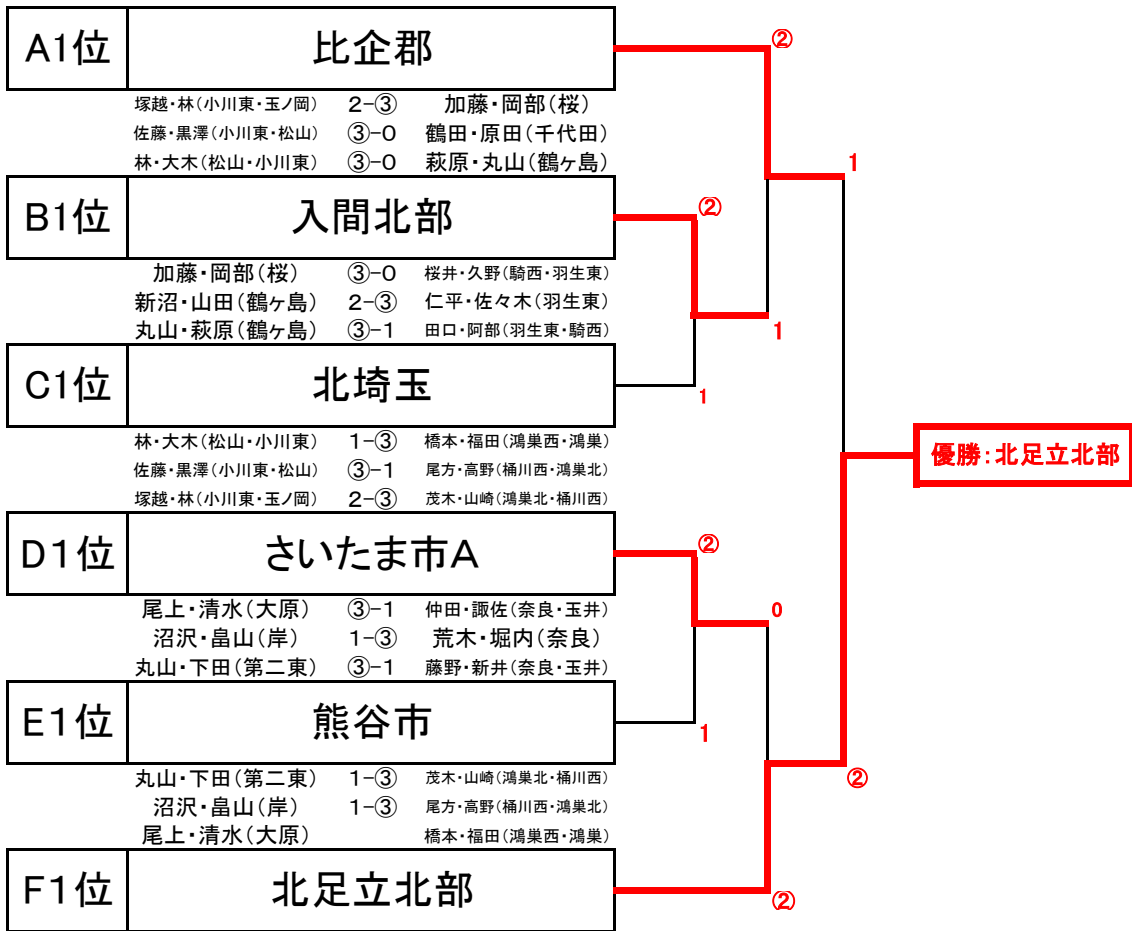 A1位 比企郡 ②
塚越・林(小川東・玉ノ岡) 2-③ 加藤・岡部(桜)
佐藤・黒澤(小川東・松山) ③-0 鶴田・原田(千代田)
林・大木(松山・小川東) ③-0 萩原・丸山(鶴ヶ島) 1
B1位 入間北部 ②
加藤・岡部(桜) ③-0 桜井・久野(騎西・羽生東)
新沼・山田(鶴ヶ島) 2-③ 仁平・佐々木(羽生東)
丸山・萩原(鶴ヶ島) ③-1 田口・阿部(羽生東・騎西) 1
C1位 北埼玉 1
林・大木(松山・小川東) 1-③ 橋本・福田(鴻巣西・鴻巣)
優勝:北足立北部
佐藤・黒澤(小川東・松山) ③-1 尾方・高野(桶川西・鴻巣北)
塚越・林(小川東・玉ノ岡) 2-③ 茂木・山崎(鴻巣北・桶川西)
D1位 さいたま市A ②
尾上・清水(大原) ③-1 仲田・諏佐(奈良・玉井) 0
沼沢・畠山(岸) 1-③ 荒木・堀内(奈良)
丸山・下田(第二東) ③-1 藤野・新井(奈良・玉井)
E1位 熊谷市 1
丸山・下田(第二東) 1-③ 茂木・山崎(鴻巣北・桶川西) ②
沼沢・畠山(岸) 1-③ 尾方・高野(桶川西・鴻巣北)
尾上・清水(大原) 橋本・福田(鴻巣西・鴻巣)
F1位 北足立北部 ②